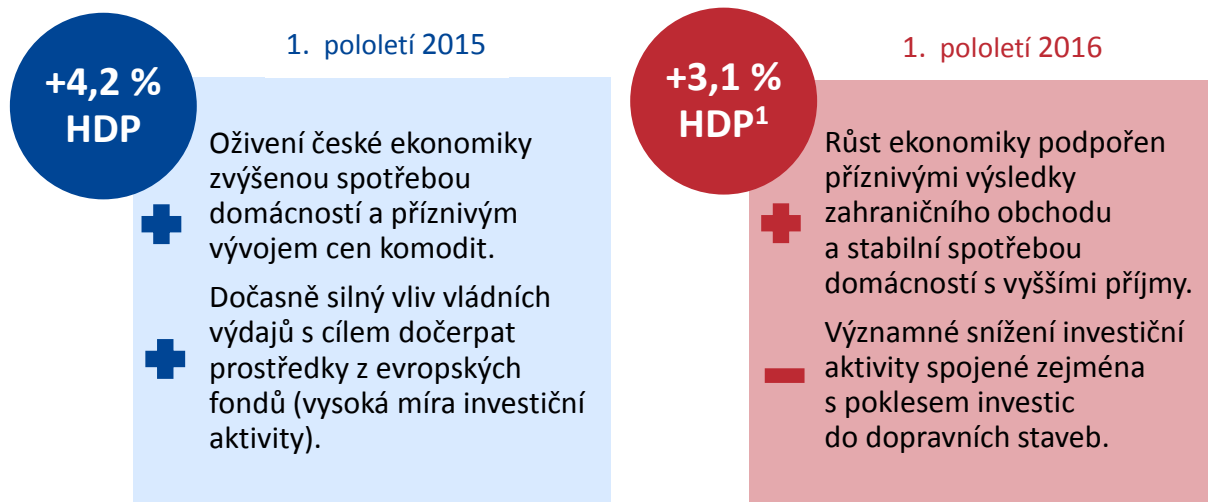 1. pololetí 2015
+4,2 %
HDP
Oživení české ekonomiky
zvýšenou spotřebou
domácností a příznivým
vývojem cen komodit.
Dočasně silný vliv vládních
výdajů s cílem dočerpat
prostředky z evropských
fondů (vysoká míra investiční
aktivity).
1. pololetí 2016
+3,1 %
HDP¹
Růst ekonomiky podpořen
příznivými výsledky
zahraničního obchodu
a stabilní spotřebou
domácností s vyššími příjmy.
Významné snížení investiční
aktivity spojené zejména
s poklesem investic
do dopravních staveb.